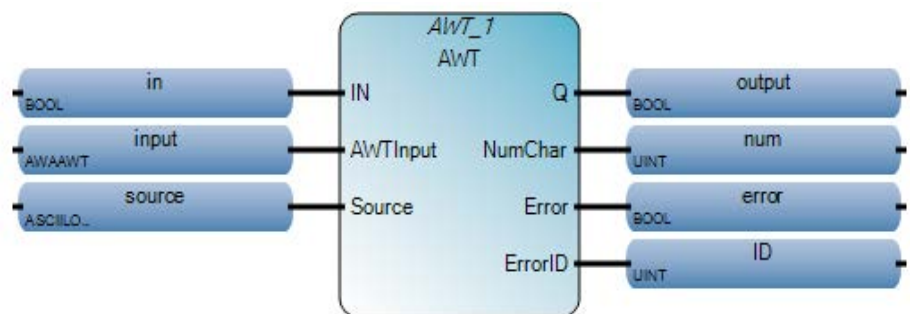 AWT_1
AWT
in
BOOL
IN
Q
output
BOOL
input
AWAAWT
AWTInput
NumChar
num
UINT
source
ASCIILO...
Source
Error
error
BOOL
ErrorID
ID
UINT